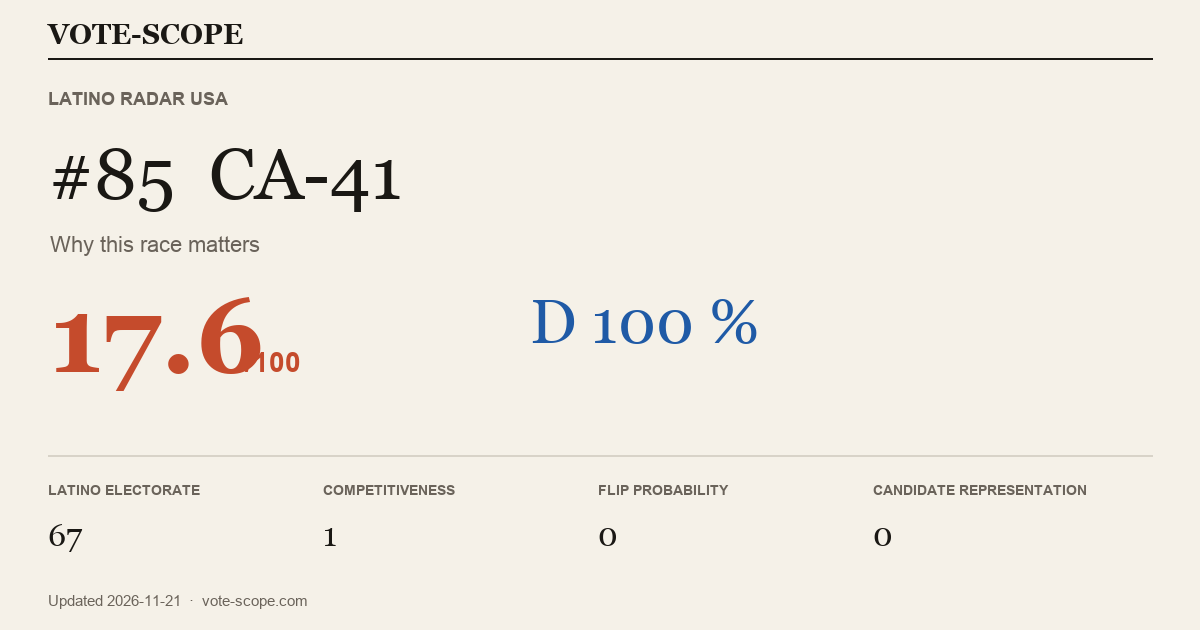 VOTE-SCOPE
LATINO RADAR USA
#85 CA-41
Why this race matters
17.6/100
D 100 %
LATINO ELECTORATE COMPETITIVENESS FLIP PROBABILITY CANDIDATE REPRESENTATION
67 1 0 0
Updated 2026-11-21 · vote-scope.com